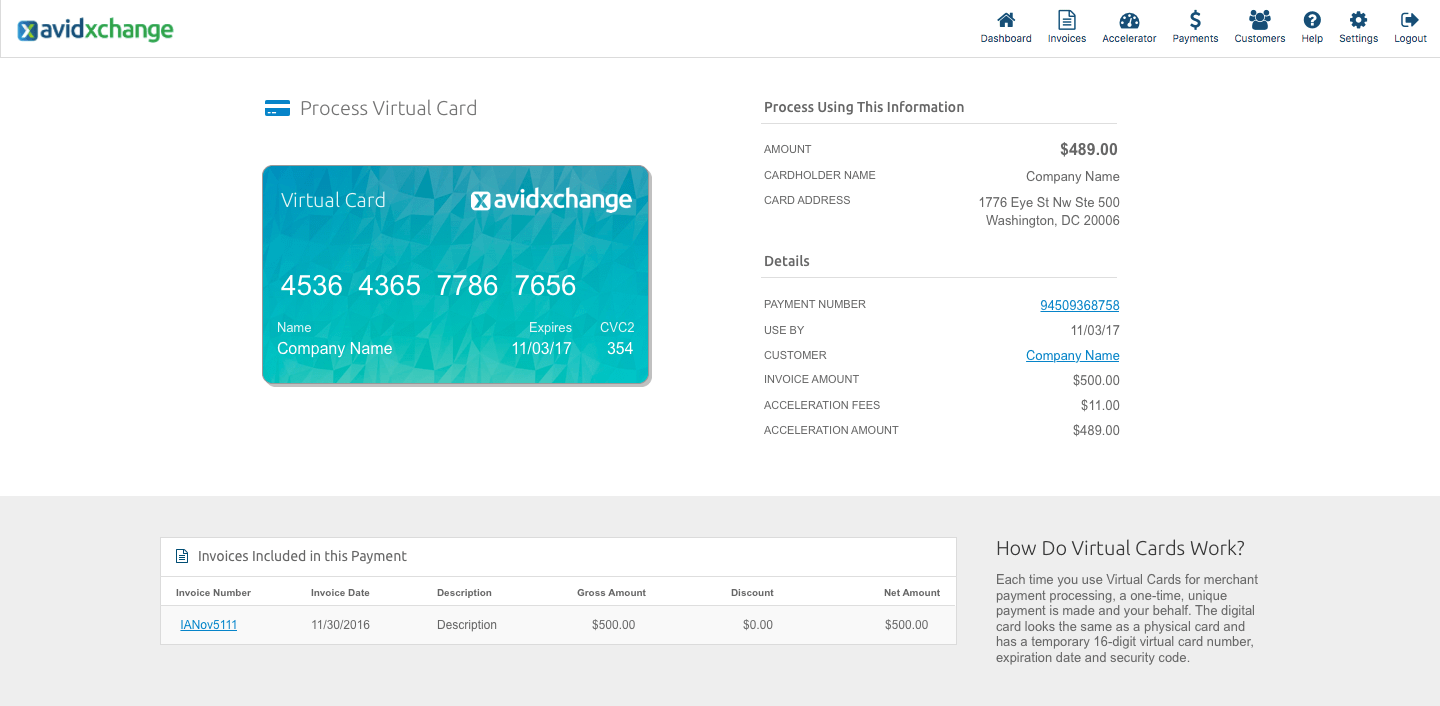 avidxchange
Dashboard Invoices Accelerator Payments Customers Help Settings Logout
Process Virtual Card
Virtual Card
avidxchange
4536 4365 7786 7656
Name Expires CVC2
Company Name 11/03/17 354
Process Using This Information
AMOUNT $489.00
CARDHOLDER NAME Company Name
CARD ADDRESS 1776 Eye St Nw Ste 500
Washington, DC 20006
Details
PAYMENT NUMBER 94509368758
USE BY 11/03/17
CUSTOMER Company Name
INVOICE AMOUNT $500.00
ACCELERATION FEES $11.00
ACCELERATION AMOUNT $489.00
Invoices Included in this Payment
Invoice Number Invoice Date Description Gross Amount Discount Net Amount
IANov5111 11/30/2016 Description $500.00 $0.00 $500.00
How Do Virtual Cards Work?
Each time you use Virtual Cards for merchant
payment processing, a one-time, unique
payment is made and your behalf. The digital
card looks the same as a physical card and
has a temporary 16-digit virtual card number,
expiration date and security code.